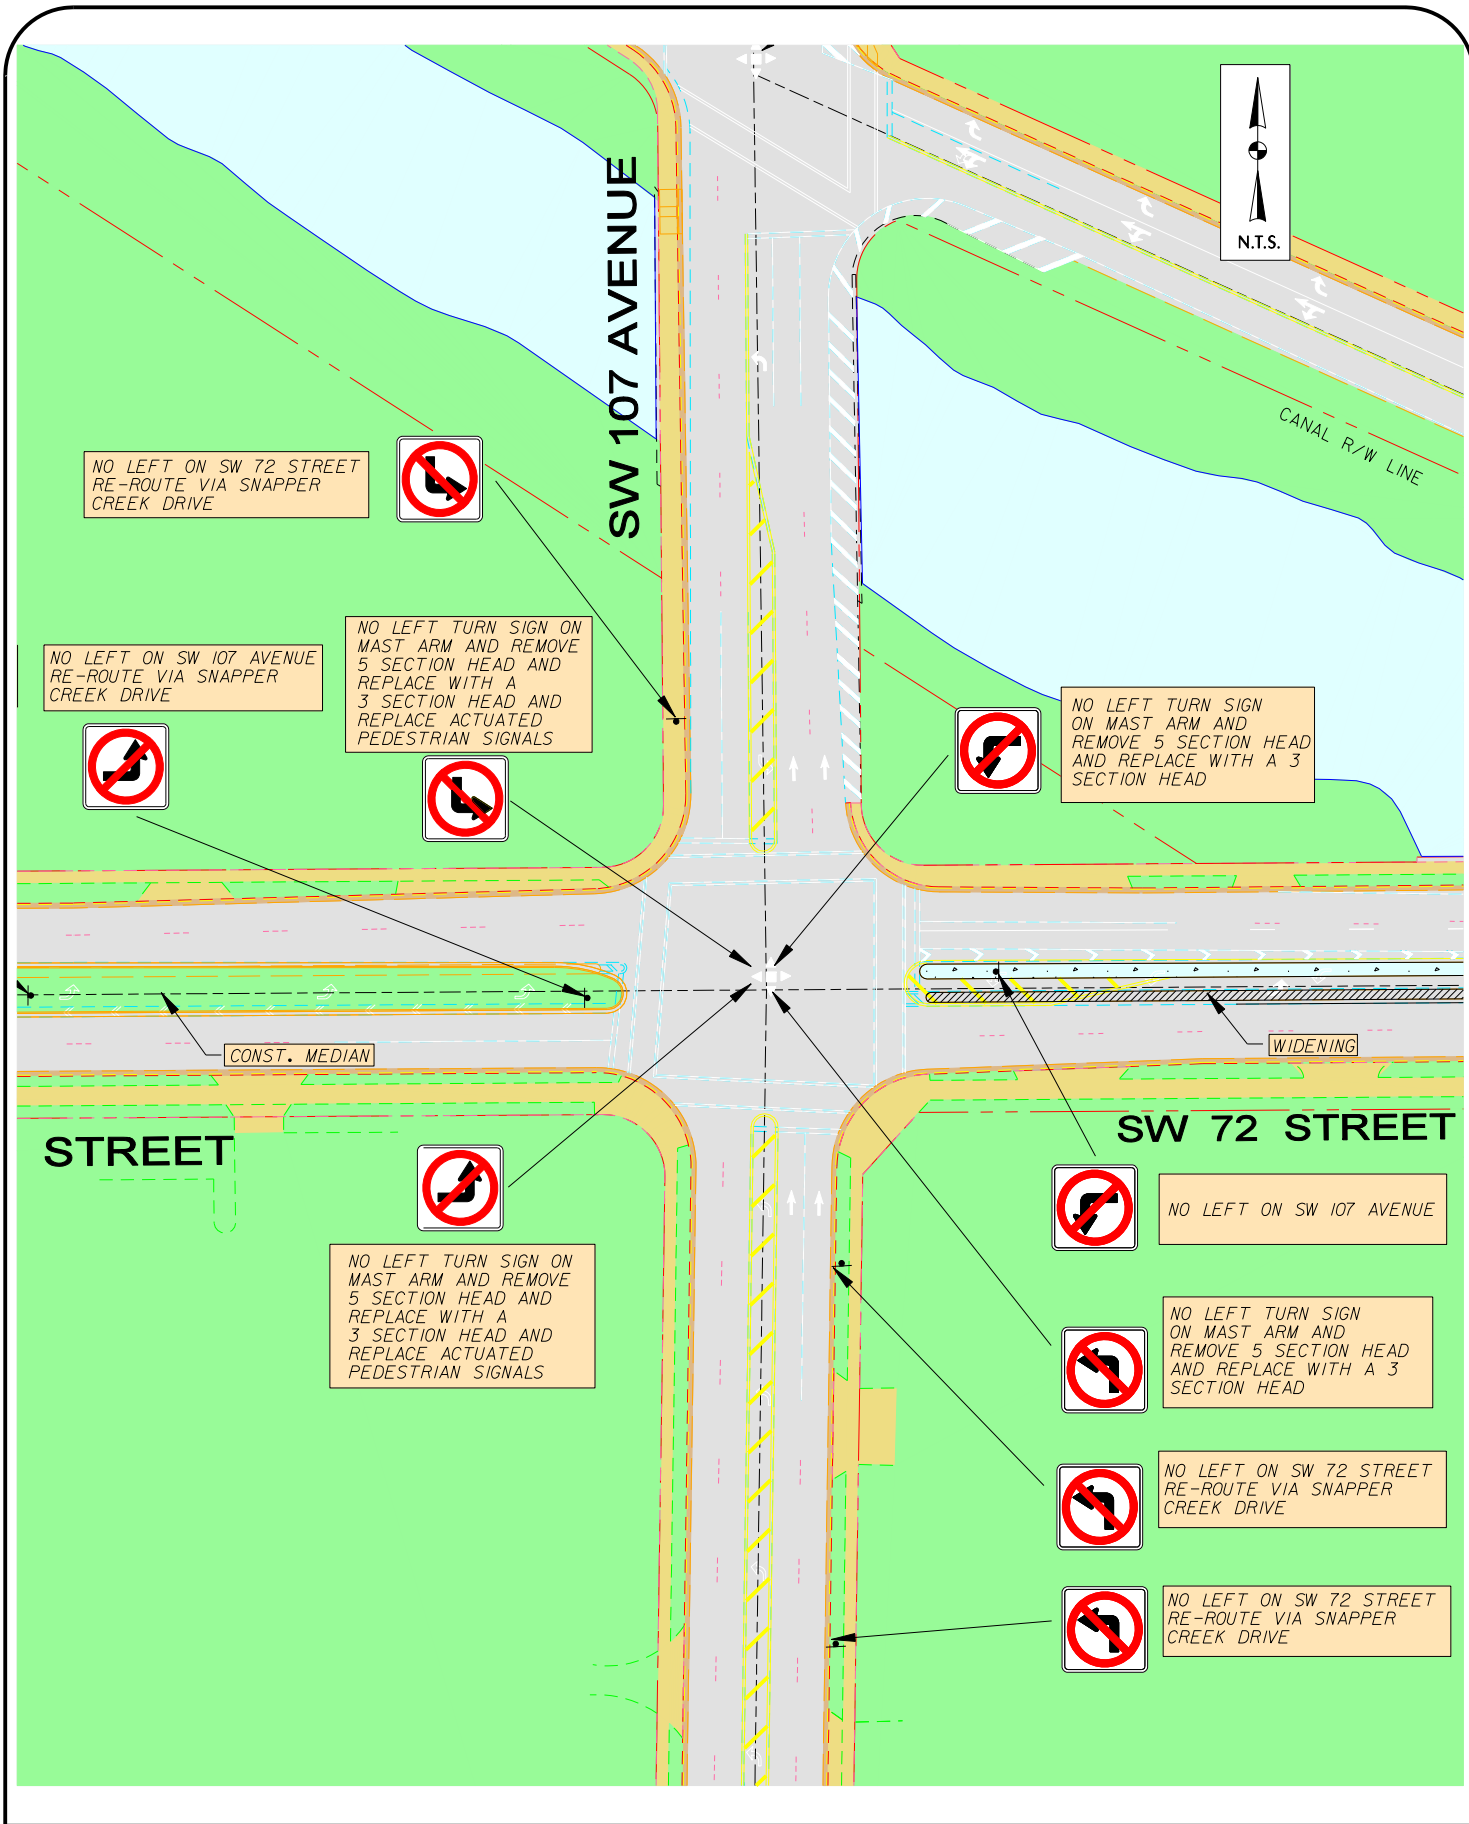 N.T.S.
SW 107 AVENUE
CANAL R/W LINE
NO LEFT ON SW 72 STREET
RE-ROUTE VIA SNAPPER
CREEK DRIVE
NO LEFT TURN SIGN ON
MAST ARM AND REMOVE
5 SECTION HEAD AND
REPLACE WITH A
3 SECTION HEAD AND
REPLACE ACTUATED
PEDESTRIAN SIGNALS
NO LEFT ON SW 107 AVENUE
RE-ROUTE VIA SNAPPER
CREEK DRIVE
NO LEFT TURN SIGN
ON MAST ARM AND
REMOVE 5 SECTION HEAD
AND REPLACE WITH A 3
SECTION HEAD
CONST. MEDIAN
WIDENING
STREET
SW 72 STREET
NO LEFT ON SW 107 AVENUE
NO LEFT TURN SIGN ON
MAST ARM AND REMOVE
5 SECTION HEAD AND
REPLACE WITH A
3 SECTION HEAD AND
REPLACE ACTUATED
PEDESTRIAN SIGNALS
NO LEFT TURN SIGN
ON MAST ARM AND
REMOVE 5 SECTION HEAD
AND REPLACE WITH A 3
SECTION HEAD
NO LEFT ON SW 72 STREET
RE-ROUTE VIA SNAPPER
CREEK DRIVE
NO LEFT ON SW 72 STREET
RE-ROUTE VIA SNAPPER
CREEK DRIVE